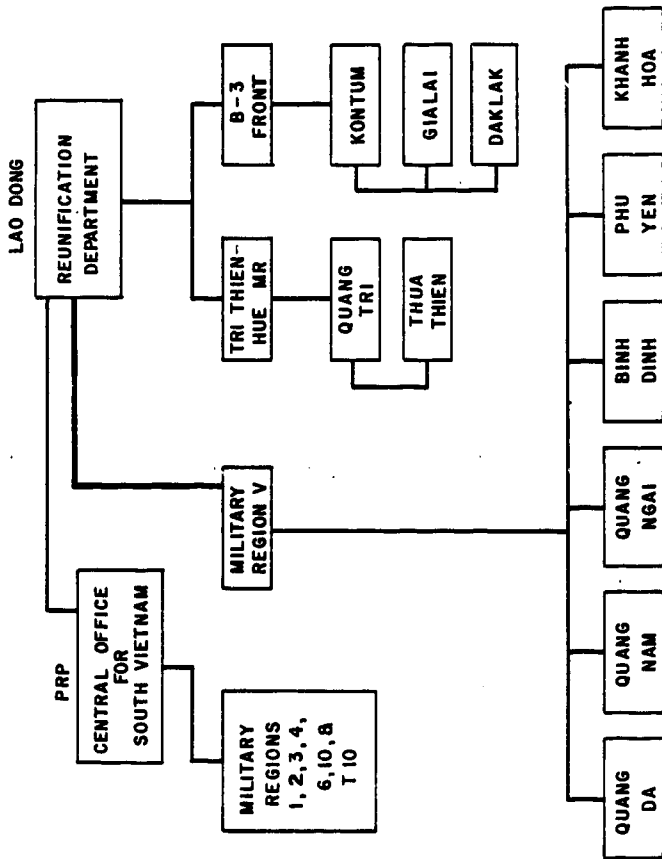 LAO DONG
REUNIFICATION
DEPARTMENT
PRP
CENTRAL OFFICE
FOR
SOUTH VIETNAM
MILITARY
REGIONS
1, 2, 3, 4,
6, 10, &
T 10
MILITARY
REGION V
TRI THIEN-
HUE MR
B-3
FRONT
QUANG
TRI
THUA
THIEN
KONTUM
GIALAI
DAKLAK
QUANG
DA
QUANG
NAM
QUANG
NGAI
BINH
DINH
PHU
YEN
KHANH
HOA